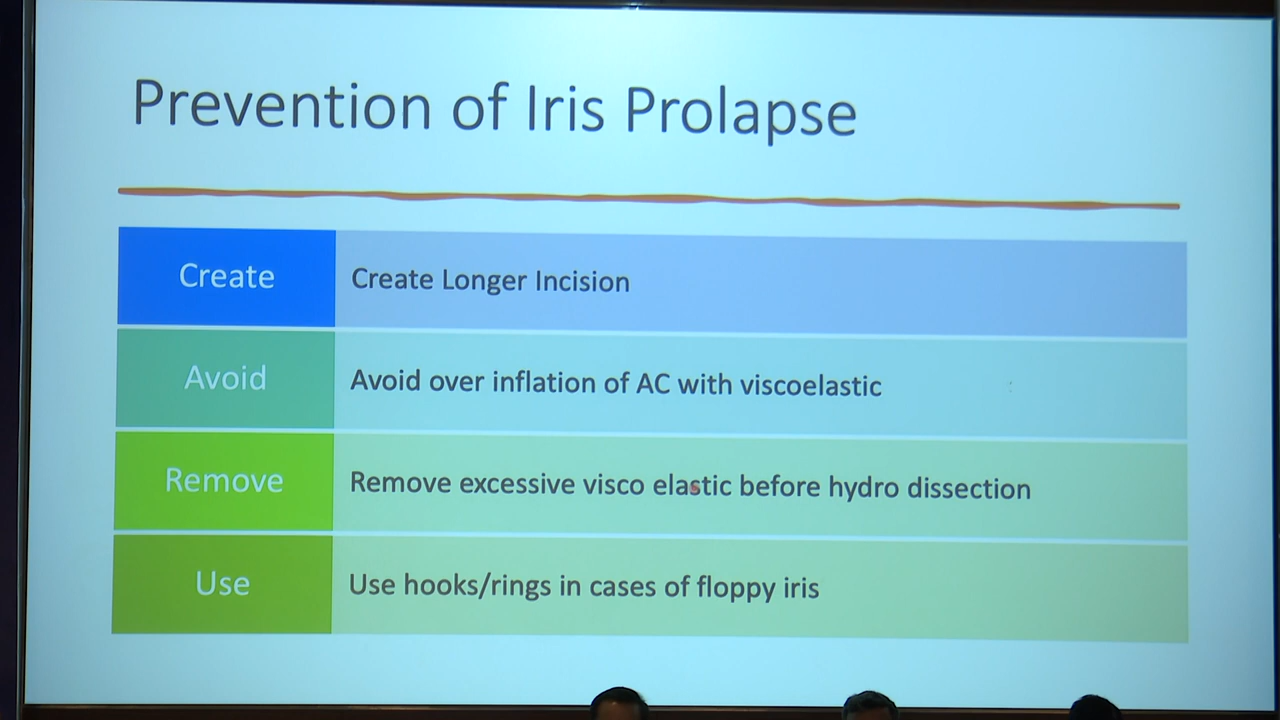 Prevention of Iris Prolapse
Create
Create Longer Incision
Avoid
Avoid over inflation of AC with viscoelastic
Remove
Remove excessive visco elastic before hydro dissection
Use
Use hooks/rings in cases of floppy iris